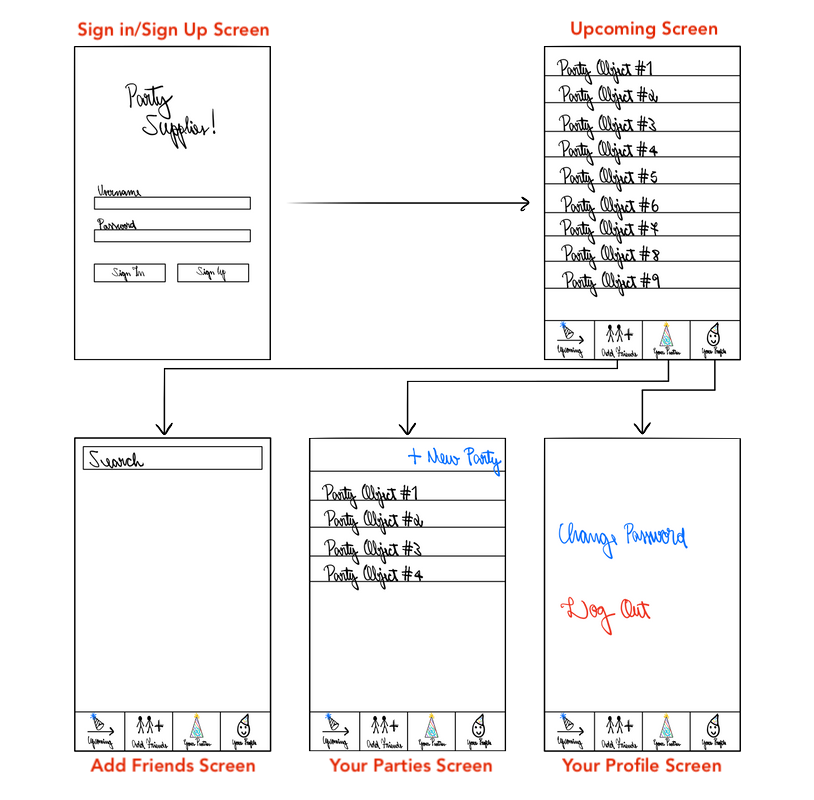 Sign in/Sign Up Screen
Party
Supplies!
Username
Password
Sign In
Sign Up
Upcoming Screen
Party Object #1
Party Object #2
Party Object #3
Party Object #4
Party Object #5
Party Object #6
Party Object #7
Party Object #8
Party Object #9
Upcoming
Add Friends
Your Parties
Your Profile
Search
Upcoming
Add Friends
Your Parties
Your Profile
Add Friends Screen
+ New Party
Party Object #1
Party Object #2
Party Object #3
Party Object #4
Upcoming
Add Friends
Your Parties
Your Profile
Your Parties Screen
Change Password
Log Out
Upcoming
Add Friends
Your Parties
Your Profile
Your Profile Screen